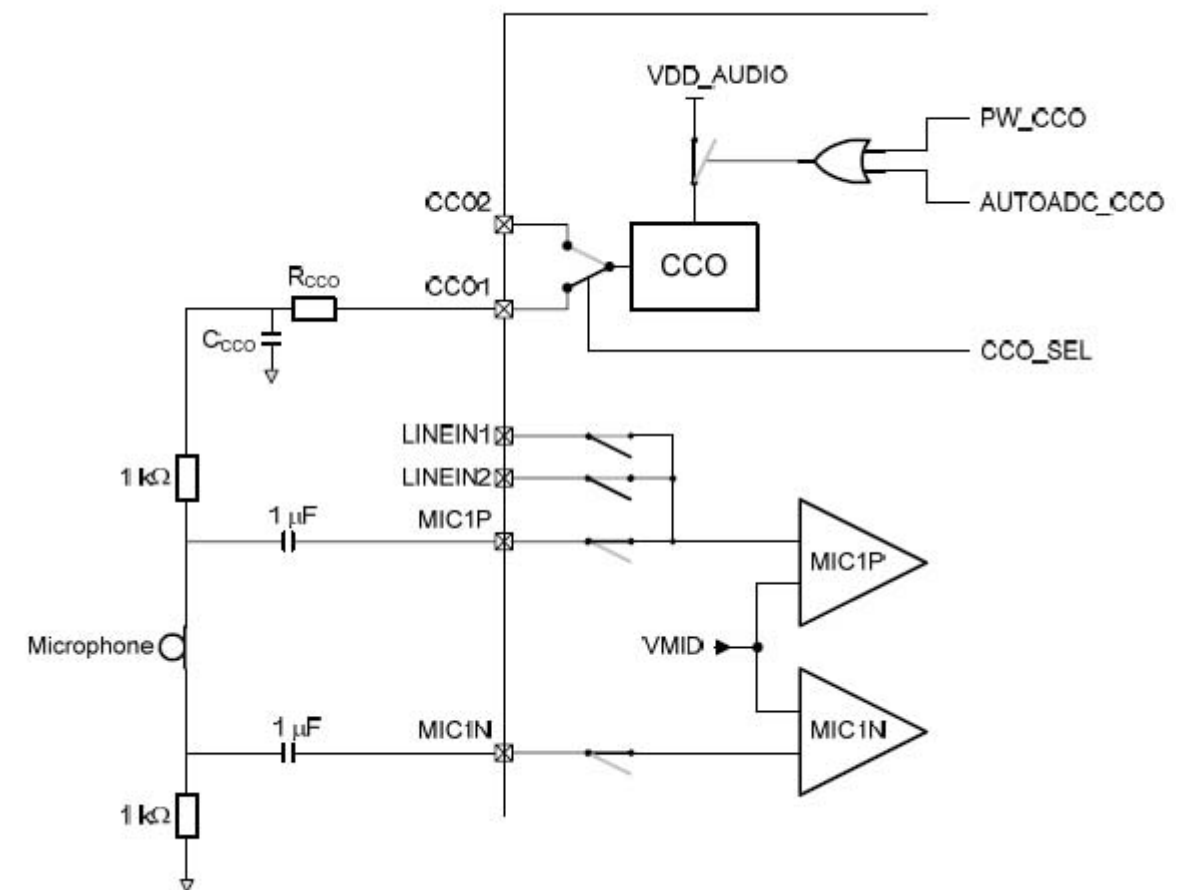 VDD_AUDIO
PW_CCO
AUTOADC_CCO
CCO2
CCO
RCCO
CCO1
CCCO
CCO_SEL
LINEIN1
LINEIN2
1 kΩ
1 µF
MIC1P
MIC1P
Microphone
VMID
1 µF
MIC1N
MIC1N
1 kΩ